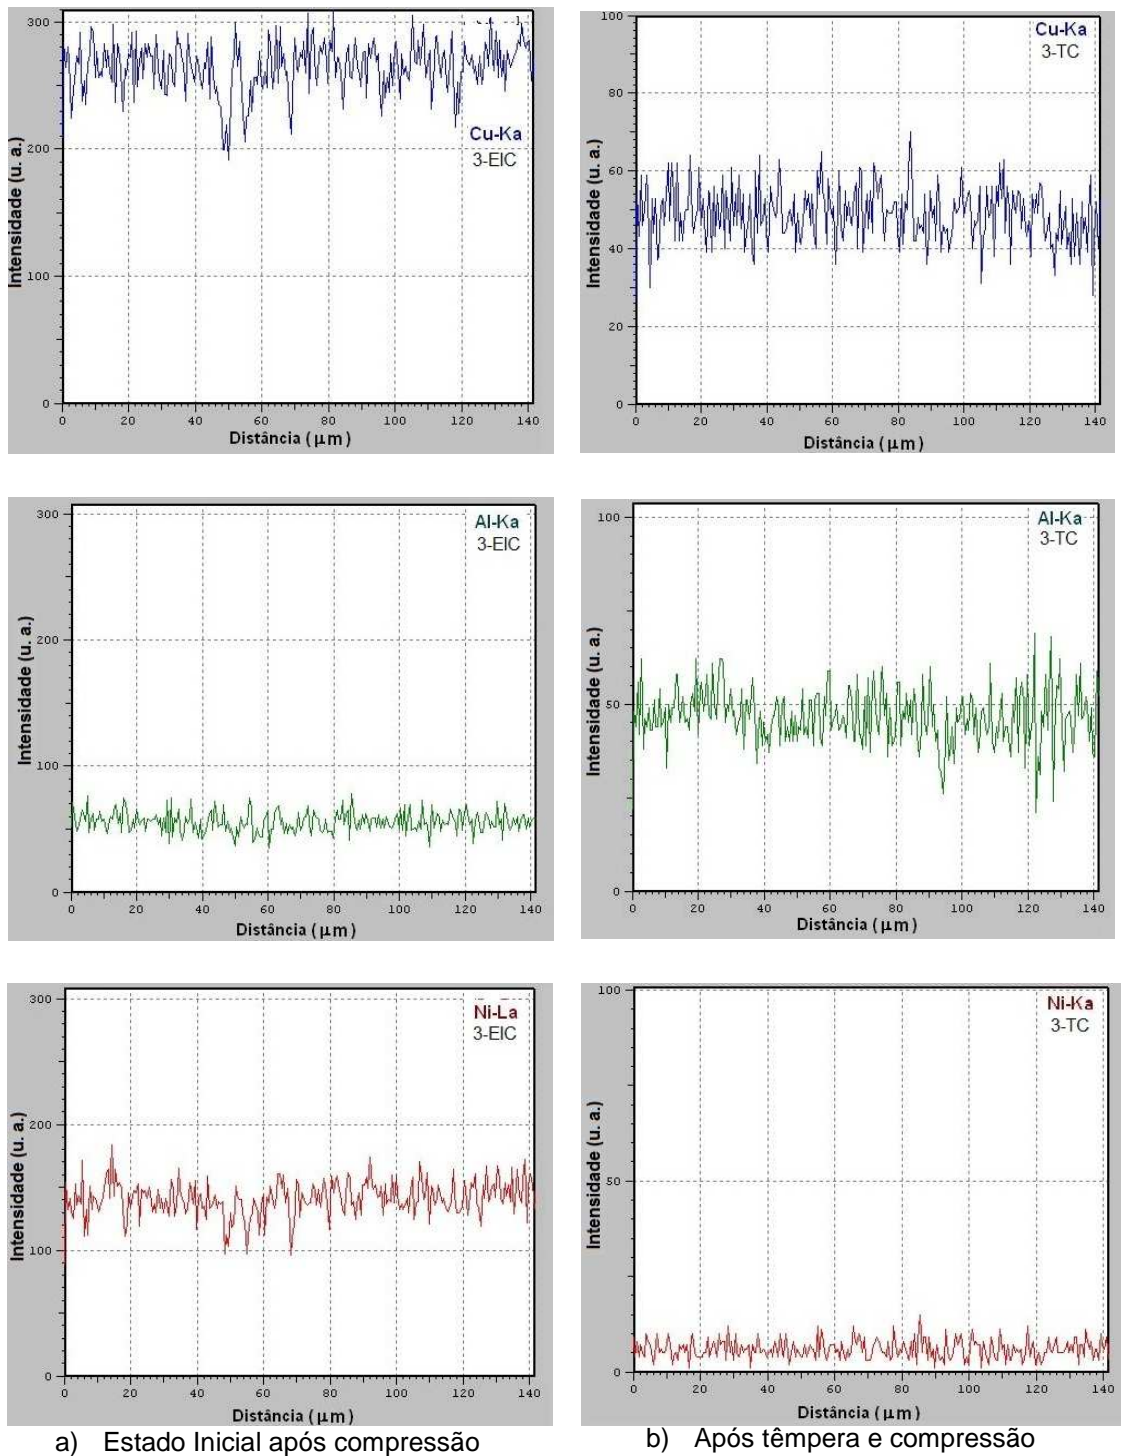 300
200
100
0
0 20 40 60 80 100 120 140
Intensidade (u. a.)
Distância (μm)
Cu-Ka
3-EIC
100
80
60
40
20
0
0 20 40 60 80 100 120 140
Intensidade (u. a.)
Distância (μm)
Cu-Ka
3-TC
300
200
100
0
0 20 40 60 80 100 120 140
Intensidade (u. a.)
Distância (μm)
Al-Ka
3-EIC
100
50
0
0 20 40 60 80 100 120 140
Intensidade (u. a.)
Distância (μm)
Al-Ka
3-TC
300
200
100
0
0 20 40 60 80 100 120 140
Intensidade (u. a.)
Distância (μm)
Ni-La
3-EIC
100
50
0
0 20 40 60 80 100 120 140
Intensidade (u. a.)
Distância (μm)
Ni-Ka
3-TC
a) Estado Inicial após compressão
b) Após têmpera e compressão